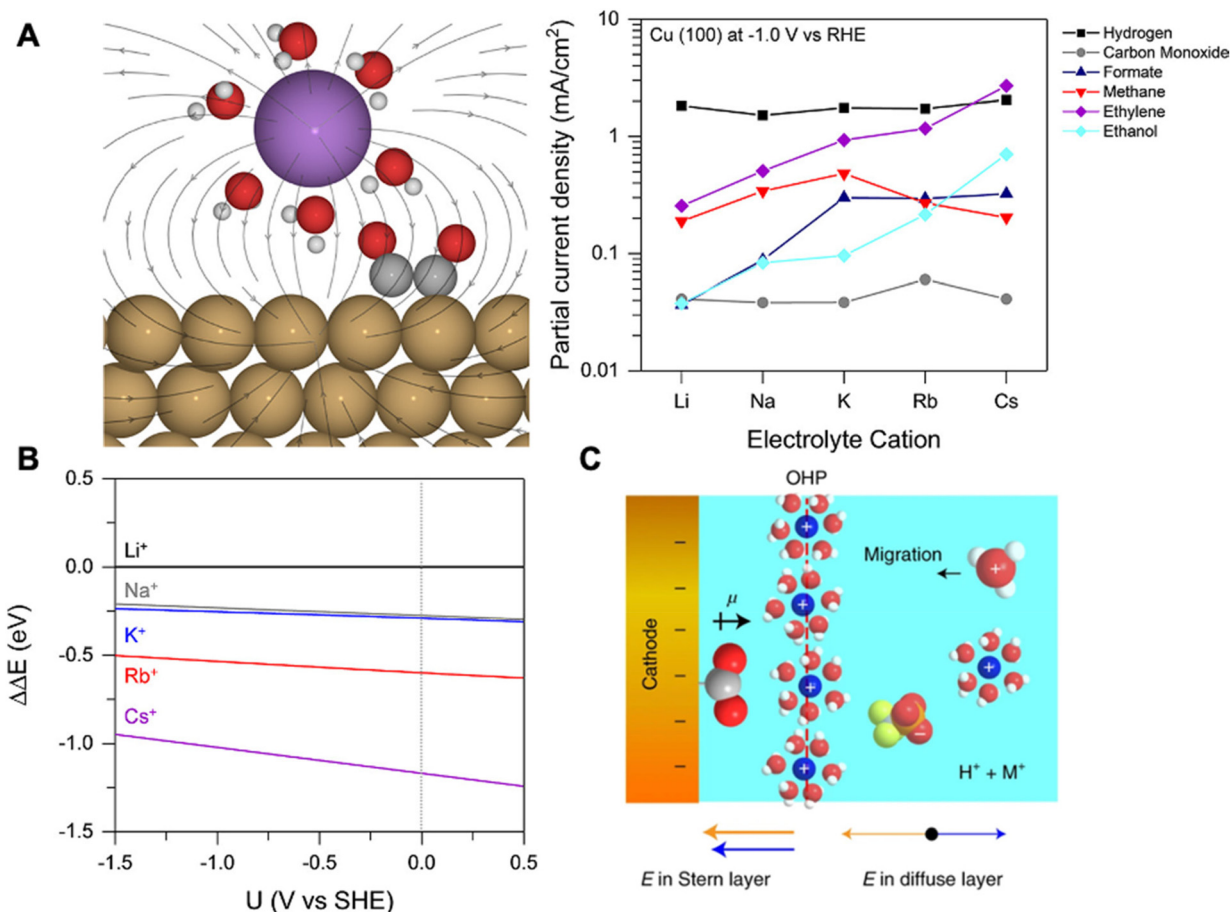 A
Cu (100) at -1.0 V vs RHE
Partial current density (mA/cm²)
10
1
0.1
0.01
Li Na K Rb Cs
Electrolyte Cation
Hydrogen
Carbon Monoxide
Formate
Methane
Ethylene
Ethanol
B
ΔΔE (eV)
0.5
0.0
-0.5
-1.0
-1.5
Li⁺
Na⁺
K⁺
Rb⁺
Cs⁺
-1.5 -1.0 -0.5 0.0 0.5
U (V vs SHE)
C
OHP
Cathode
μ
Migration
H⁺ + M⁺
E in Stern layer
E in diffuse layer